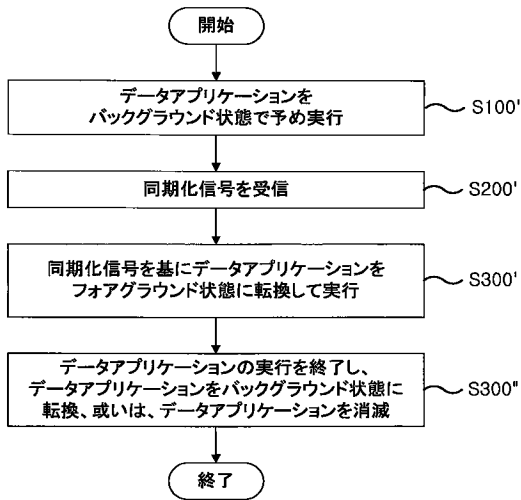 開始
データアプリケーションを
バックグラウンド状態で予め実行
S100'
同期化信号を受信
S200'
同期化信号を基にデータアプリケーションを
フォアグラウンド状態に転換して実行
S300'
データアプリケーションの実行を終了し、
データアプリケーションをバックグラウンド状態に
転換、或いは、データアプリケーションを消滅
S300"
終了